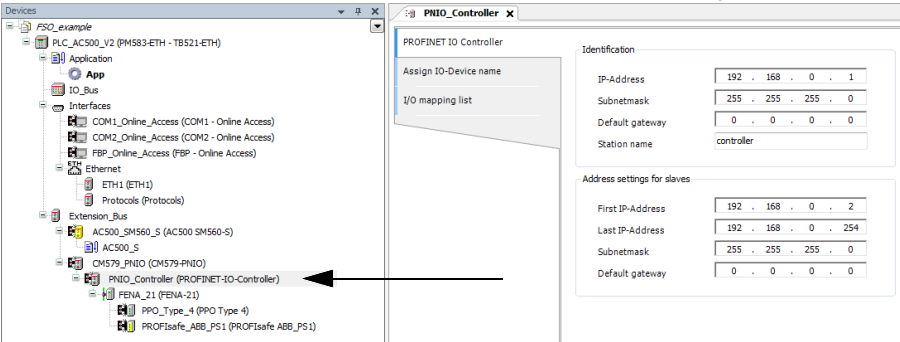 Devices
FSO_example
PLC_AC500_V2 (PM583-ETH - TB521-ETH)
Application
App
IO_Bus
Interfaces
COM1_Online_Access (COM1 - Online Access)
COM2_Online_Access (COM2 - Online Access)
FBP_Online_Access (FBP - Online Access)
ETH
Ethernet
ETH1 (ETH1)
Protocols (Protocols)
Extension_Bus
AC500_SM560_S (AC500 SM560-S)
AC500_S
CM579_PNIO (CM579-PNIO)
PNIO_Controller (PROFINET-IO-Controller)
FENA_21 (FENA-21)
PPO_Type_4 (PPO Type 4)
PROFIsafe_ABB_PS1 (PROFIsafe ABB_PS1)
PNIO_Controller
PROFINET IO Controller
Assign IO-Device name
I/O mapping list
Identification
IP-Address 192 . 168 . 0 . 1
Subnetmask 255 . 255 . 255 . 0
Default gateway 0 . 0 . 0 . 0
Station name controller
Address settings for slaves
First IP-Address 192 . 168 . 0 . 2
Last IP-Address 192 . 168 . 0 . 254
Subnetmask 255 . 255 . 255 . 0
Default gateway 0 . 0 . 0 . 0